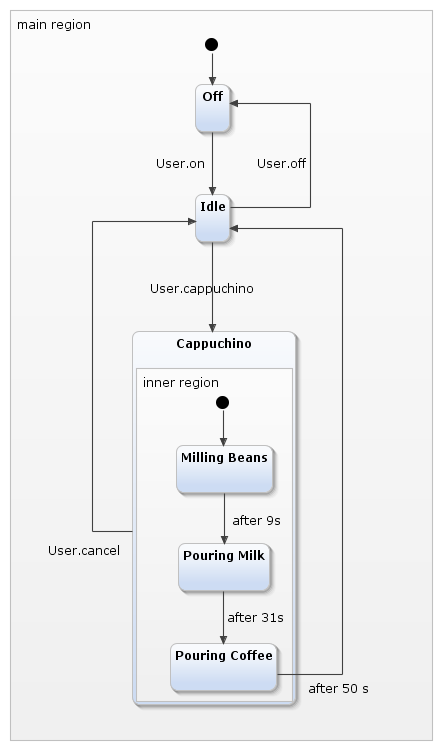 main region
Off
User.on
User.off
Idle
User.cappuchino
Cappuchino
inner region
Milling Beans
after 9s
User.cancel
Pouring Milk
after 31s
Pouring Coffee
after 50 s